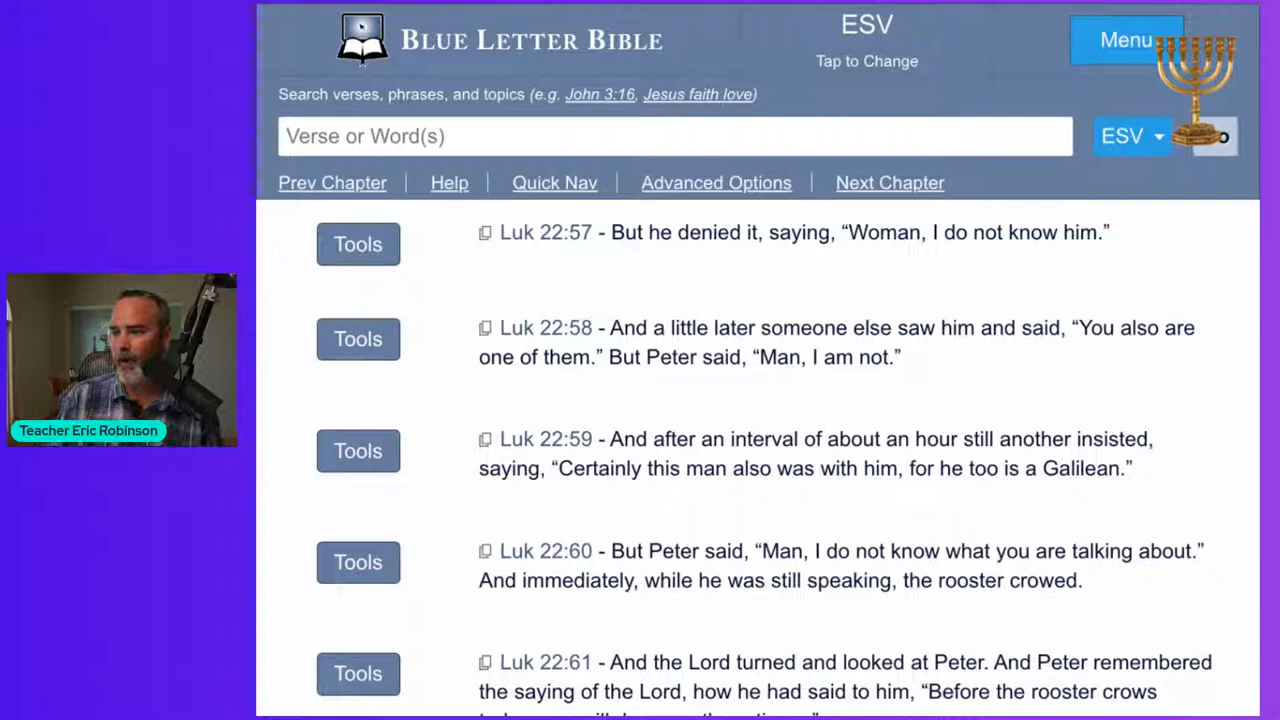 BLUE LETTER BIBLE
ESV
Tap to Change
Menu
Search verses, phrases, and topics (e.g. John 3:16, Jesus faith love)
Verse or Word(s)
ESV
Prev Chapter | Help | Quick Nav | Advanced Options | Next Chapter
Tools
Luk 22:57 - But he denied it, saying, “Woman, I do not know him.”
Tools
Luk 22:58 - And a little later someone else saw him and said, “You also are
one of them.” But Peter said, “Man, I am not.”
Teacher Eric Robinson
Tools
Luk 22:59 - And after an interval of about an hour still another insisted,
saying, “Certainly this man also was with him, for he too is a Galilean.”
Tools
Luk 22:60 - But Peter said, “Man, I do not know what you are talking about.”
And immediately, while he was still speaking, the rooster crowed.
Tools
Luk 22:61 - And the Lord turned and looked at Peter. And Peter remembered
the saying of the Lord, how he had said to him, “Before the rooster crows